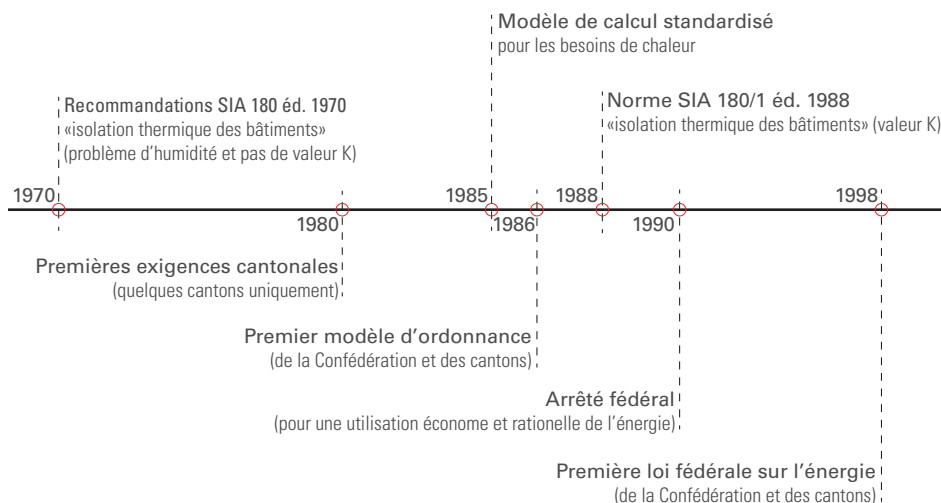 Modèle de calcul standardisé
pour les besoins de chaleur
Recommandations SIA 180 éd. 1970
«isolation thermique des bâtiments»
(problème d’humidité et pas de valeur K)
Norme SIA 180/1 éd. 1988
«isolation thermique des bâtiments» (valeur K)
1970
1980
1985
1986
1988
1990
1998
Premières exigences cantonales
(quelques cantons uniquement)
Premier modèle d’ordonnance
(de la Confédération et des cantons)
Arrêté fédéral
(pour une utilisation économe et rationelle de l’énergie)
Première loi fédérale sur l’énergie
(de la Confédération et des cantons)